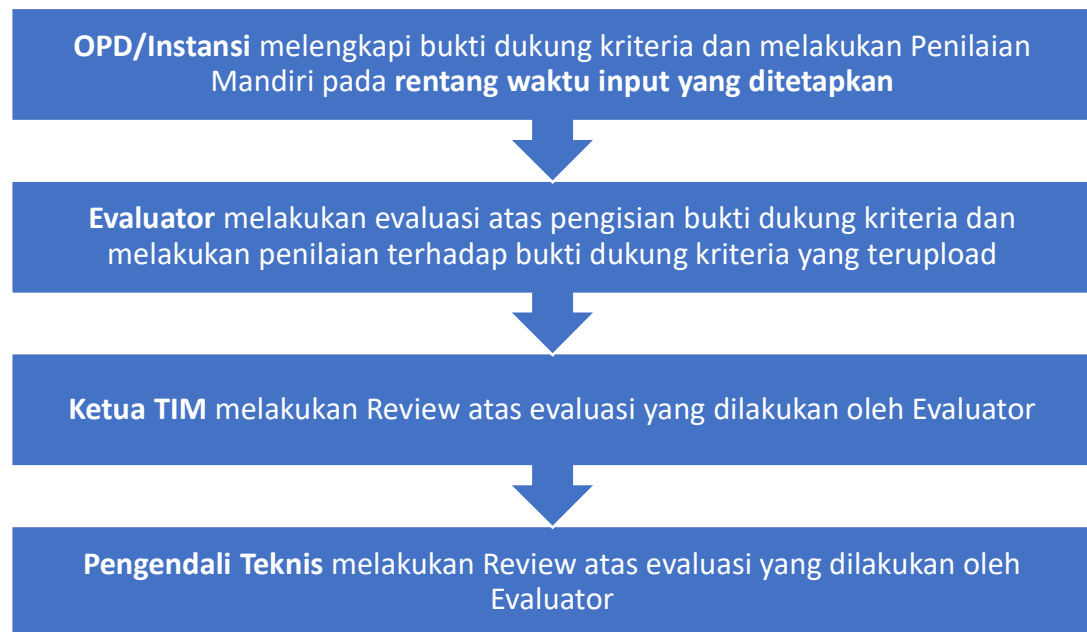 OPD/Instansi melengkapi bukti dukung kriteria dan melakukan Penilaian
Mandiri pada rentang waktu input yang ditetapkan
Evaluator melakukan evaluasi atas pengisian bukti dukung kriteria dan
melakukan penilaian terhadap bukti dukung kriteria yang terupload
Ketua TIM melakukan Review atas evaluasi yang dilakukan oleh Evaluator
Pengendali Teknis melakukan Review atas evaluasi yang dilakukan oleh
Evaluator